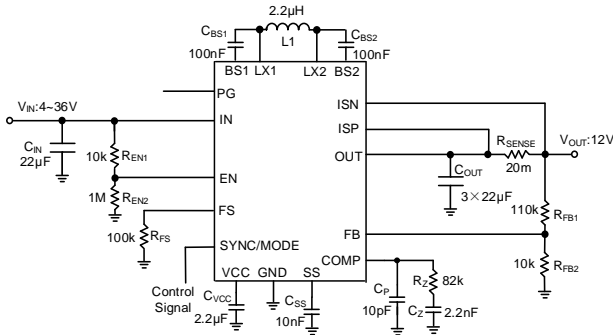 2.2µH
L1
CBS1
100nF
CBS2
100nF
BS1 LX1 LX2 BS2
PG
VIN:4~36V
IN
CIN
22µF
10k
REN1
EN
1M
REN2
FS
100k
RFS
SYNC/MODE
Control
Signal
VCC GND SS
CVCC
2.2µF
CSS
10nF
ISN
ISP
OUT
RSENSE
20m
VOUT:12V
COUT
3×22µF
110k
RFB1
FB
10k
RFB2
COMP
RZ
82k
CP
10pF
CZ
2.2nF